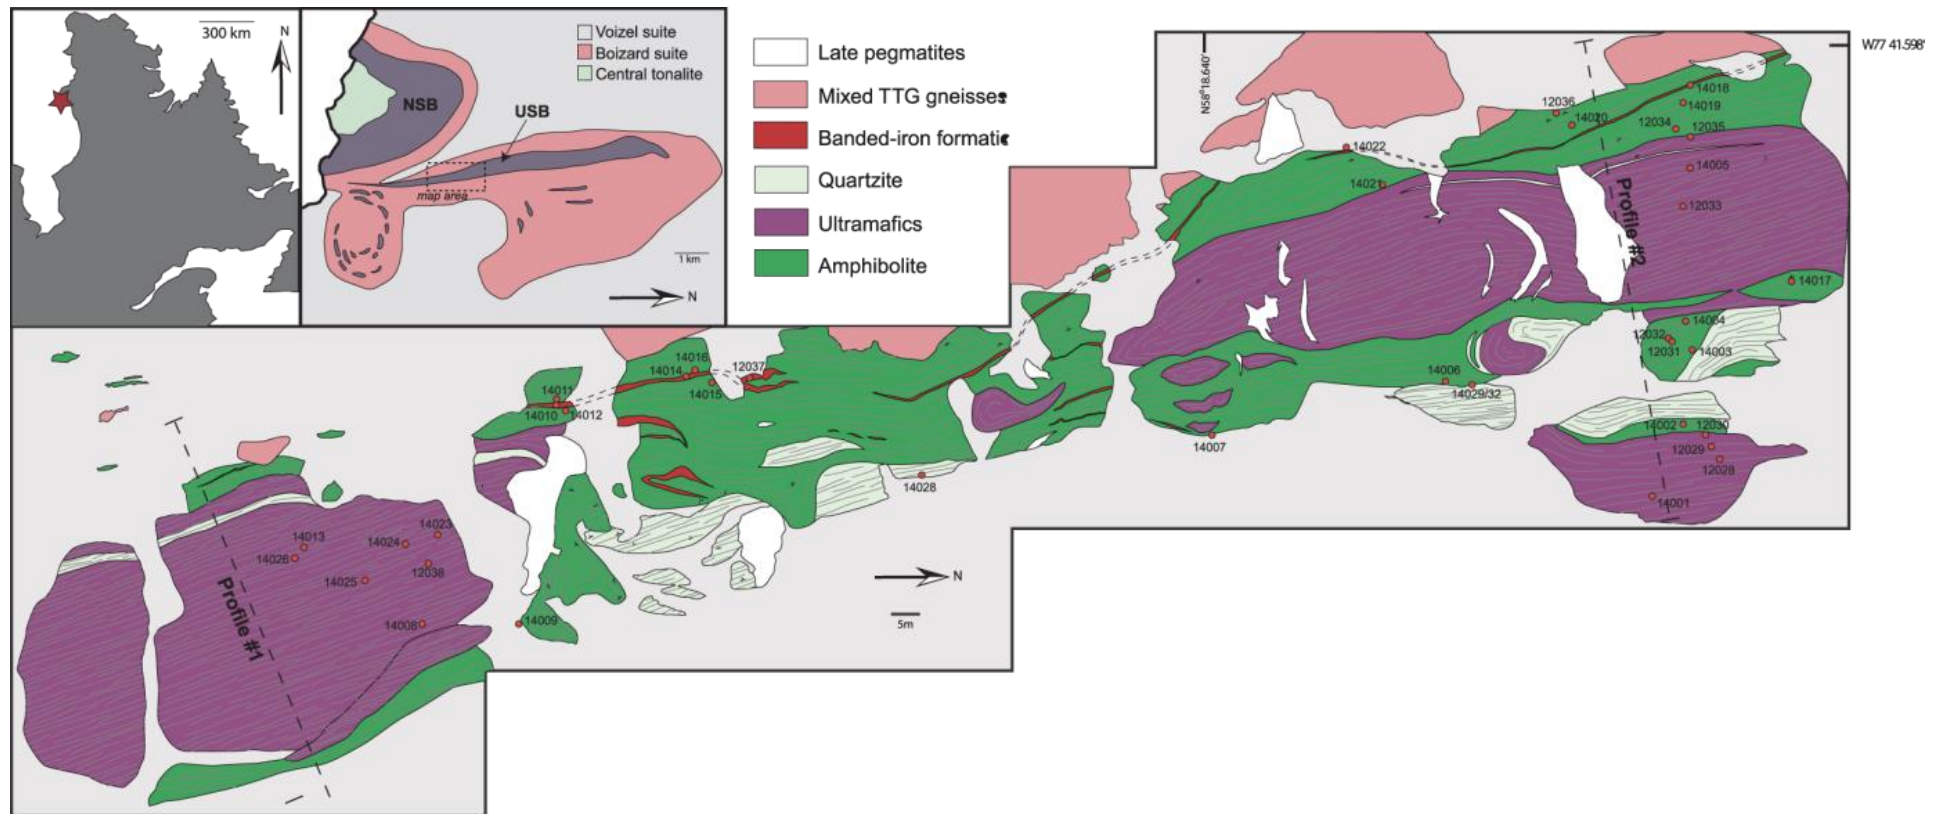 300 km
N
Voizel suite
Boizard suite
Central tonalite
NSB
USB
map area
1 km
N
Late pegmatites
Mixed TTG gneisses
Banded-iron formatic
Quartzite
Ultramafics
Amphibolite
N58°18.640'
W77 41.598'
14018
14019
12036
14020
12034
12035
14022
14005
14021
12033
Profile #2
14017
14004
12032
12031
14003
14006
14029/32
14002
12030
12029
12028
14001
14007
14016
14014
12037
14015
14011
14010
14012
14028
14023
14013
14024
14026
12038
14025
14008
14009
Profile #1
N
5m